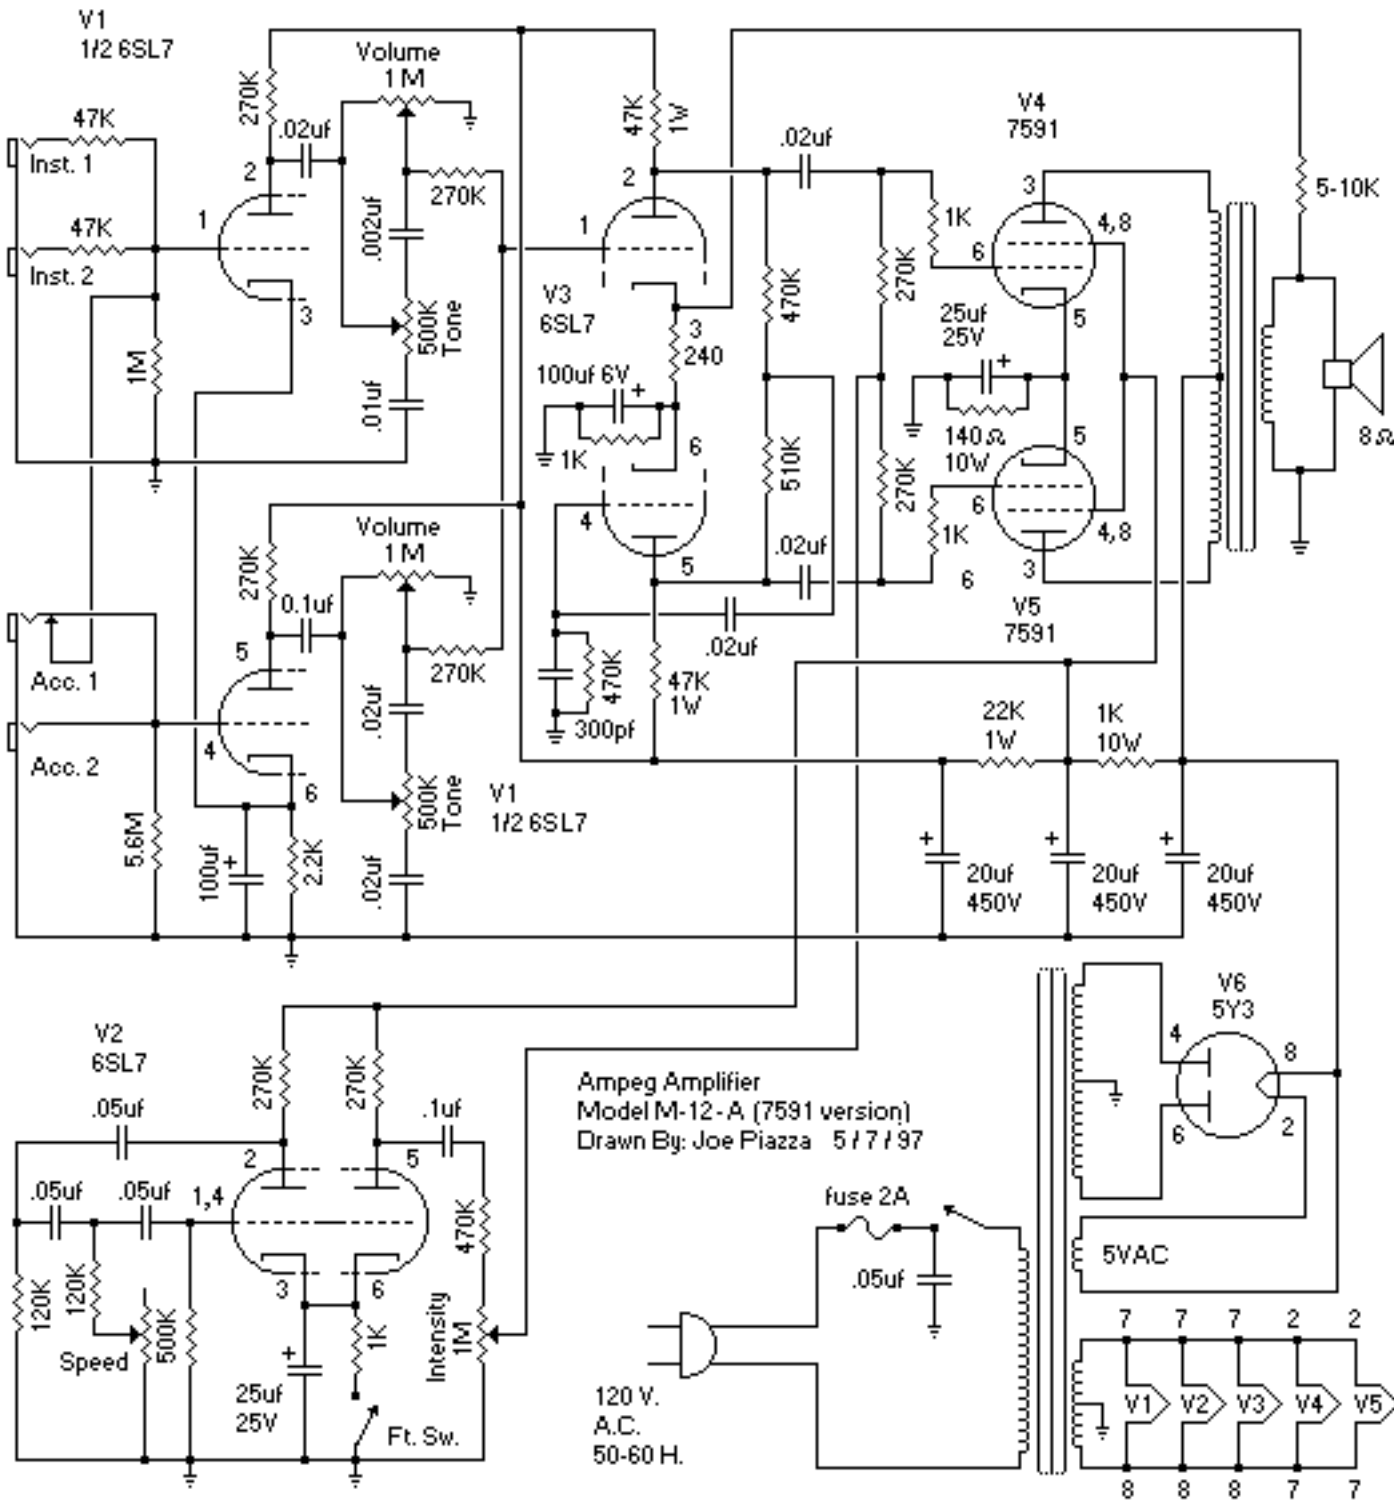 V1
1/2 6SL7
Volume
1 M
270K
47K
.02uf
47K
1W
V4
7591
Inst. 1
2
.02uf
2
3
5-10K
270K
1K
4,8
1
47K
.002uf
1
6
Inst. 2
270K
V3
6SL7
470K
25uf
25V
3
500K
Tone
3
240
5
1M
100uf 6V
+
+
.01uf
8Ω
1K
6
510K
140Ω
10W
5
270K
6
4
4,8
Volume
1 M
1K
270K
.02uf
5
6
3
0.1uf
V5
7591
5
.02uf
270K
470K
Acc. 1
47K
1W
22K
1W
1K
10W
.02uf
300pf
4
Acc. 2
6
500K
Tone
V1
1/2 6SL7
5.6M
100uf
+
2.2K
+
+
+
.02uf
20uf
450V
20uf
450V
20uf
450V
V6
5Y3
V2
6SL7
4
8
270K
270K
Ampeg Amplifier
Model M-12-A (7591 version)
Drawn By: Joe Piazza 5/7/97
.05uf
.1uf
6
2
2
5
.05uf
.05uf
1,4
fuse 2A
470K
5VAC
3
6
.05uf
120K
120K
500K
Intensity
1M
1K
7
7
7
2
2
Speed
+
25uf
25V
120 V.
A.C.
50-60 H.
V1
V2
V3
V4
V5
Ft. Sw.
8
8
8
7
7